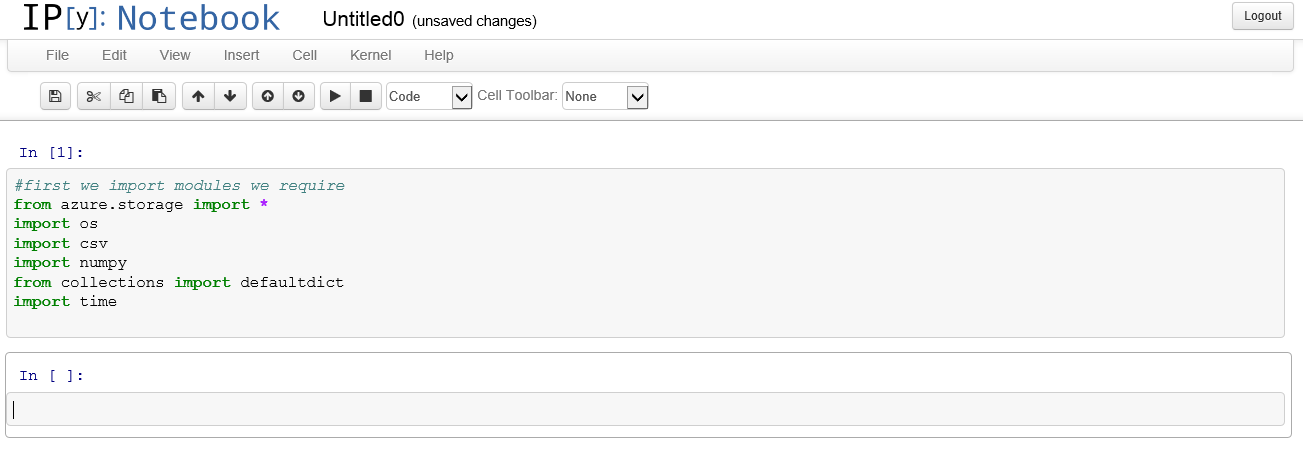 IP[y]: Notebook Untitled0 (unsaved changes) Logout
File Edit View Insert Cell Kernel Help
Code Cell Toolbar: None
In [1]:
#first we import modules we require
from azure.storage import *
import os
import csv
import numpy
from collections import defaultdict
import time
In [ ]: